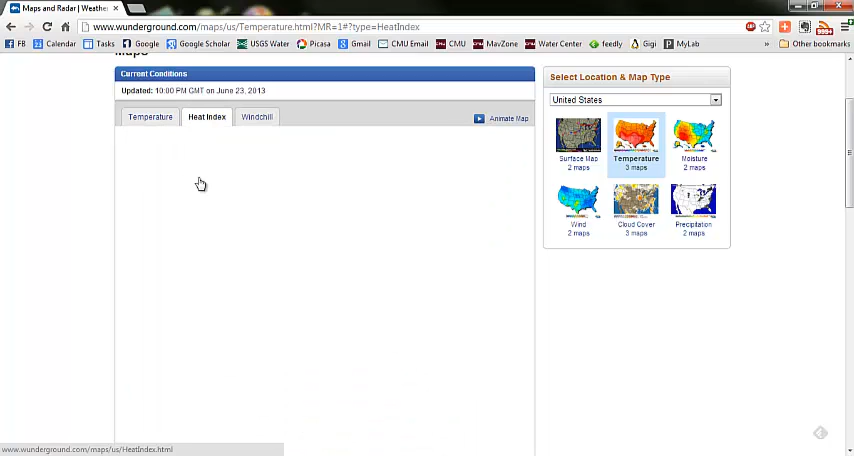 Maps and Radar | Weathe
www.wunderground.com/maps/us/Temperature.html?MR=1#?type=HeatIndex
999+
FB Calendar Tasks Google Google Scholar USGS Water Picasa Gmail CMU Email CMU MavZone Water Center feedly Gigi MyLab » Other bookmarks
Maps
Current Conditions
Updated: 10:00 PM GMT on June 23, 2013
Temperature Heat Index Windchill Animate Map
Select Location & Map Type
United States
Surface Map Temperature Moisture
2 maps 3 maps 2 maps
Wind Cloud Cover Precipitation
2 maps 3 maps 2 maps
www.wunderground.com/maps/us/HeatIndex.html